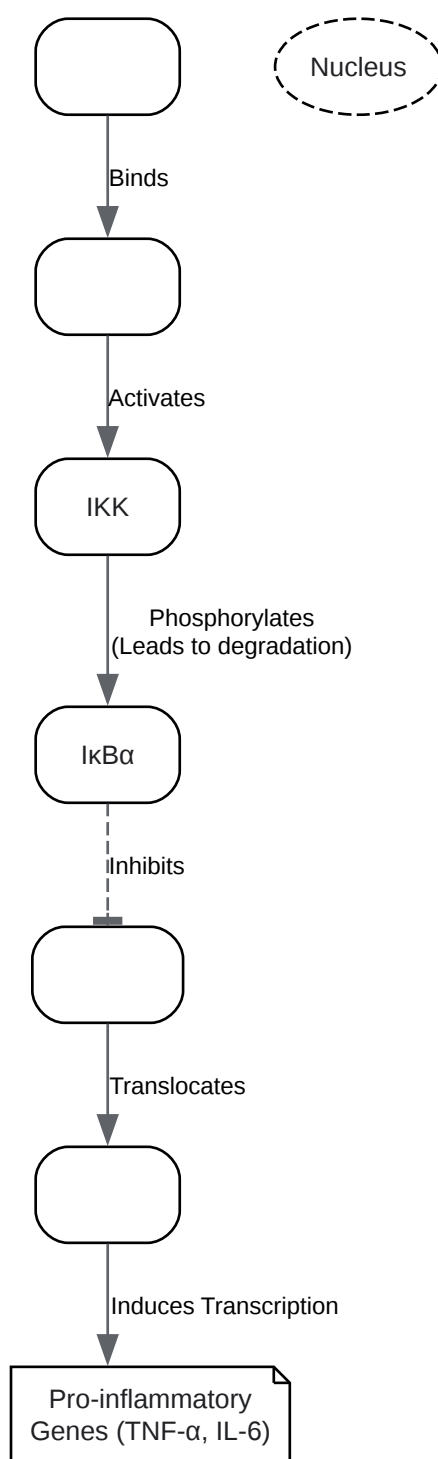 Nucleus
Binds
Activates
IKK
Phosphorylates
(Leads to degradation)
IκBα
Inhibits
Translocates
Induces Transcription
Pro-inflammatory
Genes (TNF-α, IL-6)